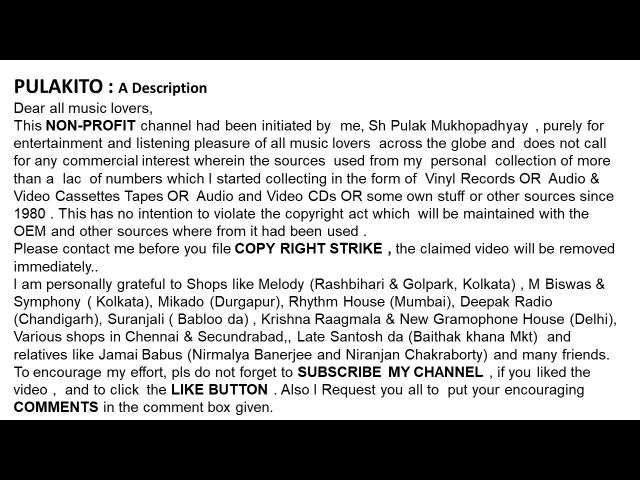 PULAKITO : A Description
Dear all music lovers,
This NON-PROFIT channel had been initiated by me, Sh Pulak Mukhopadhyay , purely for
entertainment and listening pleasure of all music lovers across the globe and does not call
for any commercial interest wherein the sources used from my personal collection of more
than a lac of numbers which I started collecting in the form of Vinyl Records OR Audio &
Video Cassettes Tapes OR Audio and Video CDs OR some own stuff or other sources since
1980 . This has no intention to violate the copyright act which will be maintained with the
OEM and other sources where from it had been used .
Please contact me before you file COPY RIGHT STRIKE , the claimed video will be removed
immediately..
I am personally grateful to Shops like Melody (Rashbihari & Golpark, Kolkata) , M Biswas &
Symphony ( Kolkata), Mikado (Durgapur), Rhythm House (Mumbai), Deepak Radio
(Chandigarh), Suranjali ( Babloo da) , Krishna Raagmala & New Gramophone House (Delhi),
Various shops in Chennai & Secundrabad,, Late Santosh da (Baithak khana Mkt) and
relatives like Jamai Babus (Nirmalya Banerjee and Niranjan Chakraborty) and many friends.
To encourage my effort, pls do not forget to SUBSCRIBE MY CHANNEL , if you liked the
video , and to click the LIKE BUTTON . Also I Request you all to put your encouraging
COMMENTS in the comment box given.